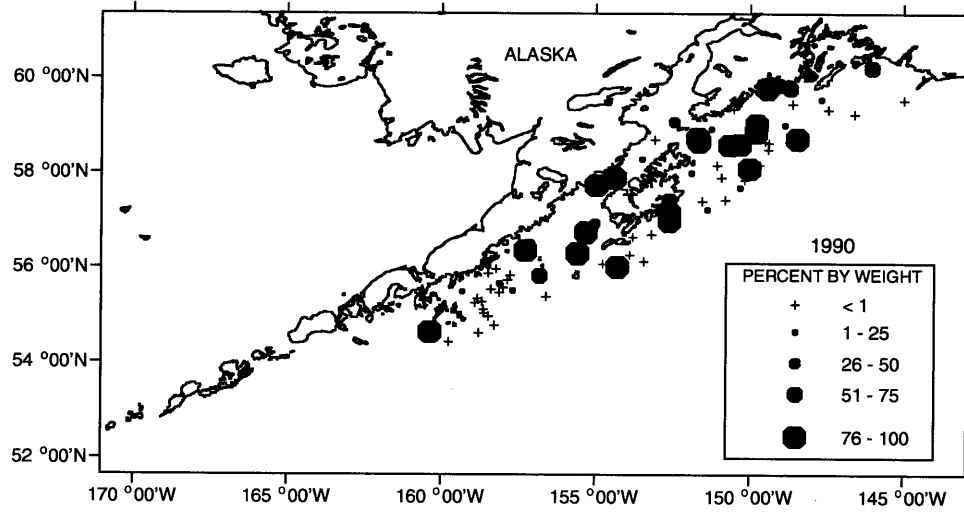 ALASKA
60 °00'N
58 °00'N
56 °00'N
54 °00'N
52 °00'N
1990
PERCENT BY WEIGHT
+ < 1
1 - 25
26 - 50
51 - 75
76 - 100
170 °00'W 165 °00'W 160 °00'W 155 °00'W 150 °00'W 145 °00'W